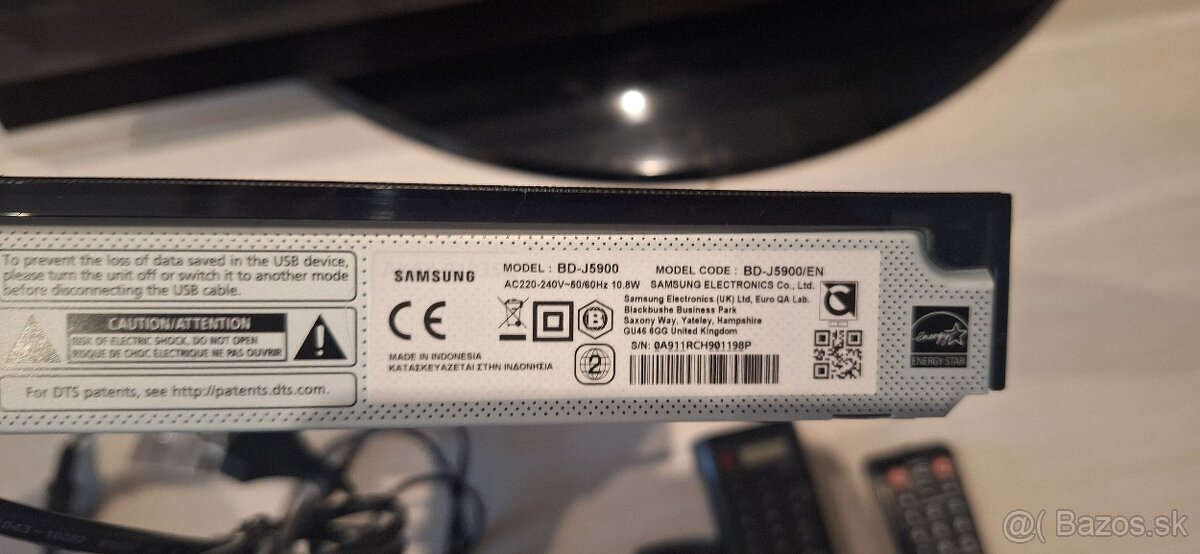 To prevent the loss of data saved in the USB device,
please turn the unit off or switch it to another mode
before disconnecting the USB cable.
CAUTION/ATTENTION
RISK OF ELECTRIC SHOCK, DO NOT OPEN
RISQUE DE CHOC ÉLECTRIQUE NE PAS OUVRIR
For DTS patents, see http://patents.dts.com.
SAMSUNG
MODEL : BD-J5900
MODEL CODE : BD-J5900/EN
AC220-240V~50/60Hz 10.8W
SAMSUNG ELECTRONICS Co., Ltd.
Samsung Electronics (UK) Ltd, Euro QA Lab.
Blackbushe Business Park
Saxony Way, Yateley, Hampshire
GU46 6GG United Kingdom
S/N: 0A911RCH901198P
CE
B
2
MADE IN INDONESIA
ΚΑΤΑΣΚΕΥΑΖΕΤΑΙ ΣΤΗΝ ΙΝΔΟΝΗΣΙΑ
energy
ENERGY STAR
@( Bazos.sk